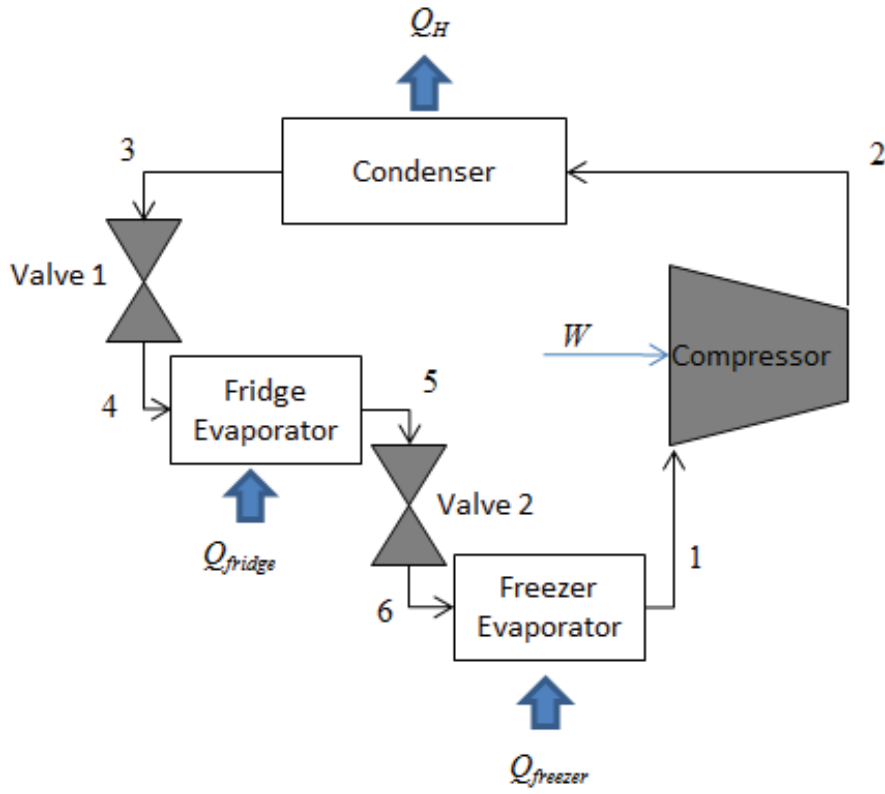 Q_H
3
2
Condenser
Valve 1
W
Compressor
4
Fridge
Evaporator
5
Valve 2
Q_fridge
1
6
Freezer
Evaporator
Q_freezer